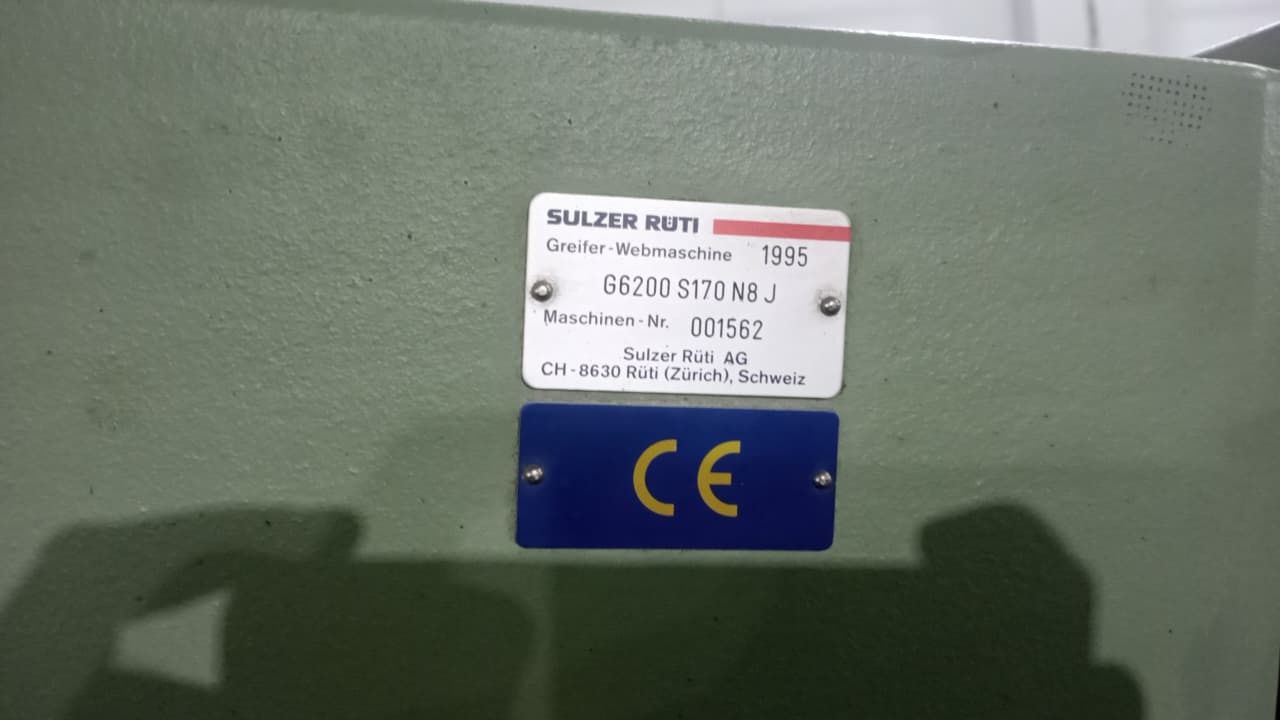 SULZER RÜTI
Greifer-Webmaschine 1995
G6200 S170 N8 J
Maschinen-Nr. 001562
Sulzer Rüti AG
CH-8630 Rüti (Zürich), Schweiz
CE